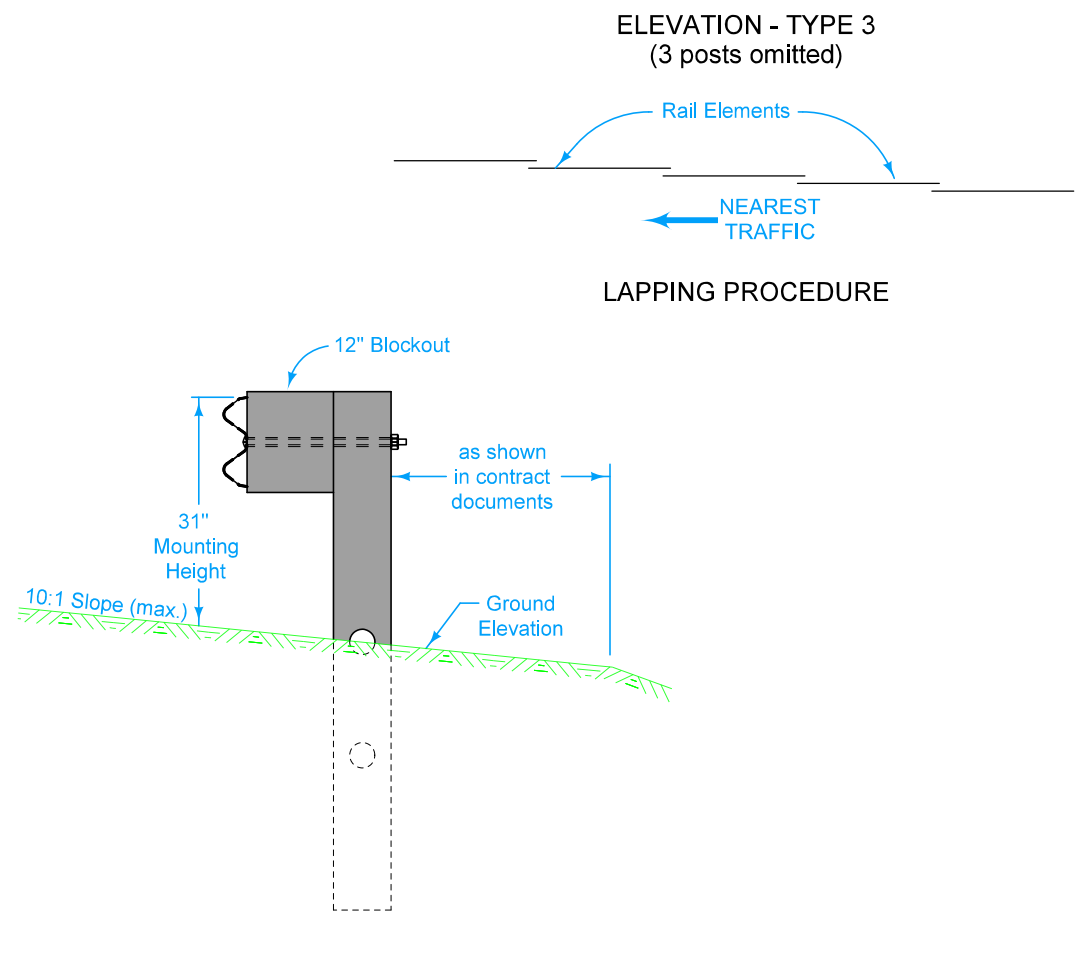 ELEVATION - TYPE 3
(3 posts omitted)
Rail Elements
NEAREST
TRAFFIC
LAPPING PROCEDURE
12" Blockout
as shown
in contract
documents
31"
Mounting
Height
10:1 Slope (max.)
Ground
Elevation